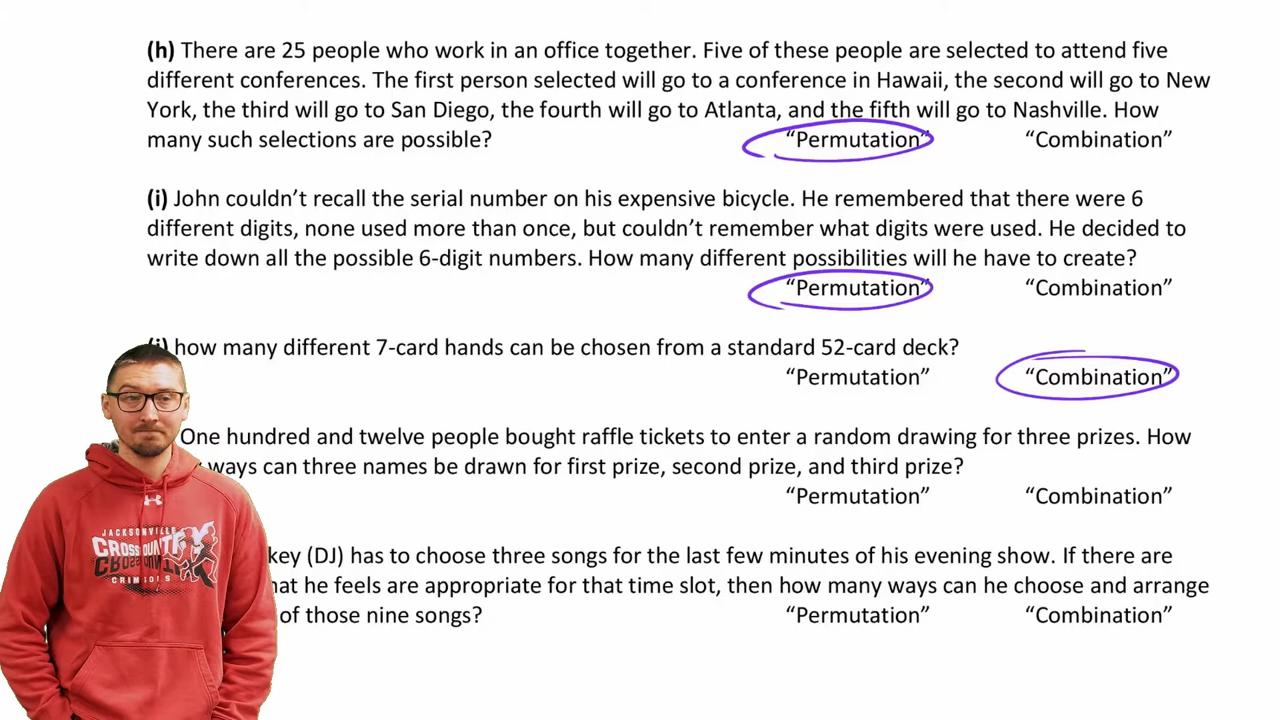 (h) There are 25 people who work in an office together. Five of these people are selected to attend five
different conferences. The first person selected will go to a conference in Hawaii, the second will go to New
York, the third will go to San Diego, the fourth will go to Atlanta, and the fifth will go to Nashville. How
many such selections are possible? “Permutation” “Combination”
(i) John couldn’t recall the serial number on his expensive bicycle. He remembered that there were 6
different digits, none used more than once, but couldn’t remember what digits were used. He decided to
write down all the possible 6-digit numbers. How many different possibilities will he have to create?
“Permutation” “Combination”
(j) how many different 7-card hands can be chosen from a standard 52-card deck?
“Permutation” “Combination”
One hundred and twelve people bought raffle tickets to enter a random drawing for three prizes. How
ways can three names be drawn for first prize, second prize, and third prize?
“Permutation” “Combination”
(DJ) has to choose three songs for the last few minutes of his evening show. If there are
he feels are appropriate for that time slot, then how many ways can he choose and arrange
of those nine songs? “Permutation” “Combination”
JACKSONVILLE
CROSS COUNTRY
CRIMSONS